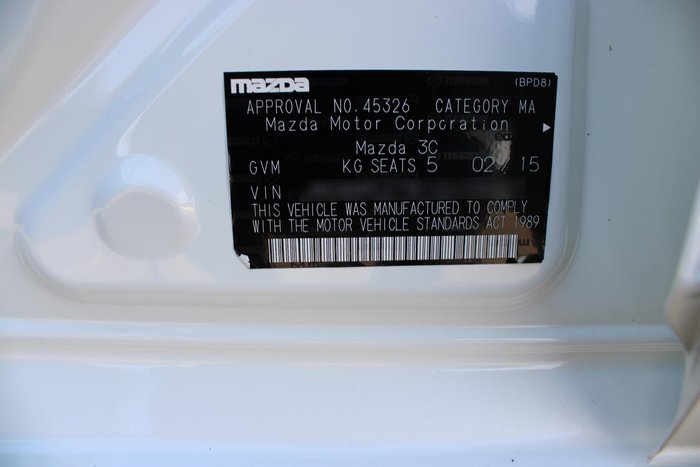 mazda (BPD8)
APPROVAL NO.45326 CATEGORY MA
Mazda Motor Corporation
Mazda 3C
GVM KG SEATS 5 02/15
VIN
THIS VEHICLE WAS MANUFACTURED TO COMPLY
WITH THE MOTOR VEHICLE STANDARDS ACT 1989